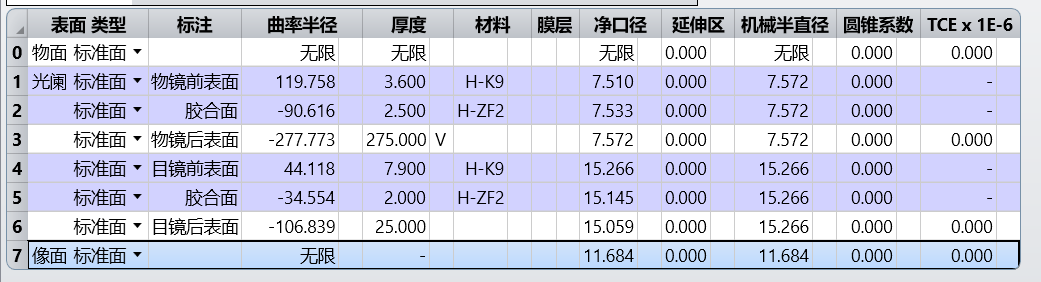 表面 类型 标注 曲率半径 厚度 材料 膜层 净口径 延伸区 机械半直径 圆锥系数 TCE x 1E-6
0 物面 标准面 无限 无限 无限 0.000 无限 0.000 0.000
1 光阑 标准面 物镜前表面 119.758 3.600 H-K9 7.510 0.000 7.572 0.000 -
2 标准面 胶合面 -90.616 2.500 H-ZF2 7.533 0.000 7.572 0.000 -
3 标准面 物镜后表面 -277.773 275.000 V 7.572 0.000 7.572 0.000 0.000
4 标准面 目镜前表面 44.118 7.900 H-K9 15.266 0.000 15.266 0.000 -
5 标准面 胶合面 -34.554 2.000 H-ZF2 15.145 0.000 15.266 0.000 -
6 标准面 目镜后表面 -106.839 25.000 15.059 0.000 15.266 0.000 0.000
7 像面 标准面 无限 - 11.684 0.000 11.684 0.000 0.000